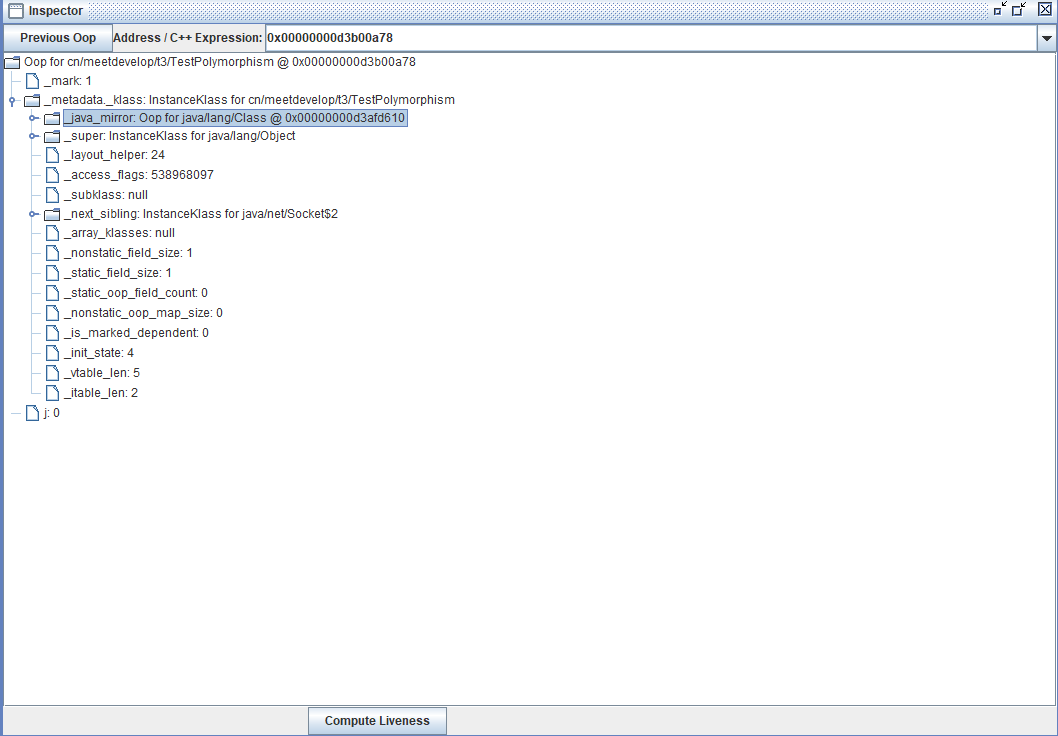 Inspector
Previous Oop Address / C++ Expression: 0x00000000d3b00a78
Oop for cn/meetdevelop/t3/TestPolymorphism @ 0x00000000d3b00a78
_mark: 1
_metadata._klass: InstanceKlass for cn/meetdevelop/t3/TestPolymorphism
_java_mirror: Oop for java/lang/Class @ 0x00000000d3afd610
_super: InstanceKlass for java/lang/Object
_layout_helper: 24
_access_flags: 538968097
_subklass: null
_next_sibling: InstanceKlass for java/net/Socket$2
_array_klasses: null
_nonstatic_field_size: 1
_static_field_size: 1
_static_oop_field_count: 0
_nonstatic_oop_map_size: 0
_is_marked_dependent: 0
_init_state: 4
_vtable_len: 5
_itable_len: 2
j: 0
Compute Liveness